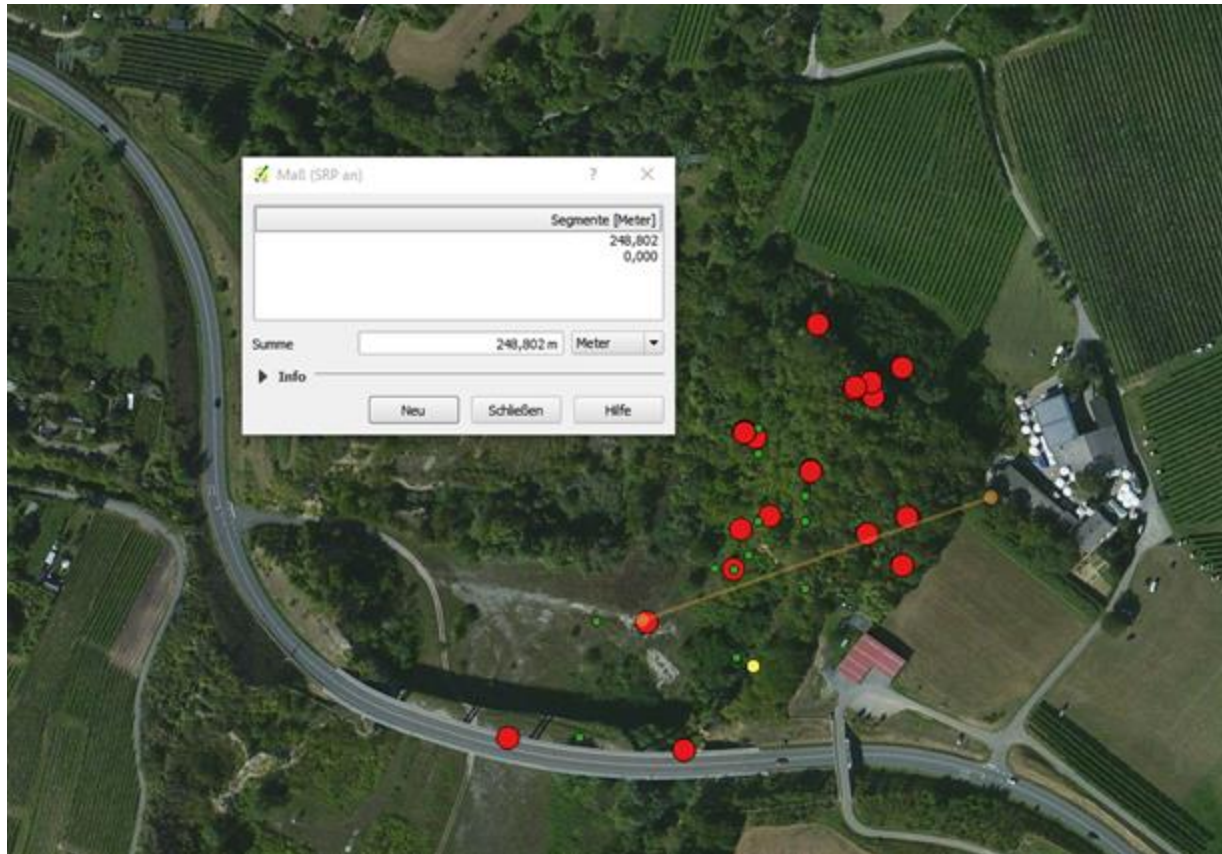 Maß (SRP an) ?
Segmente [Meter]
248,802
0,000
Summe 248,802 m Meter
Info
Neu Schließen Hilfe